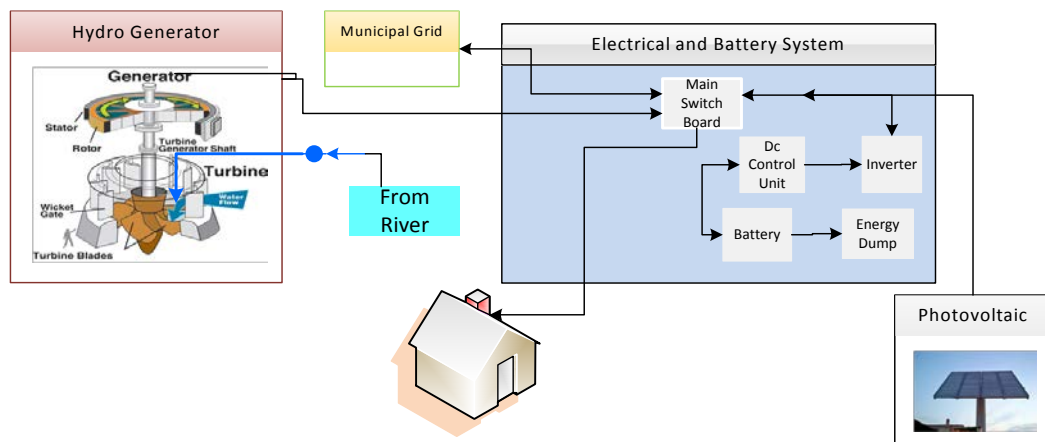 Hydro Generator
Generator
Stator
Rotor
Turbine
Generator Shaft
Turbine
Water
Flow
Wicket
Gate
Turbine Blades
From
River
Municipal Grid
Electrical and Battery System
Main
Switch
Board
Dc
Control
Unit
Inverter
Battery
Energy
Dump
Photovoltaic